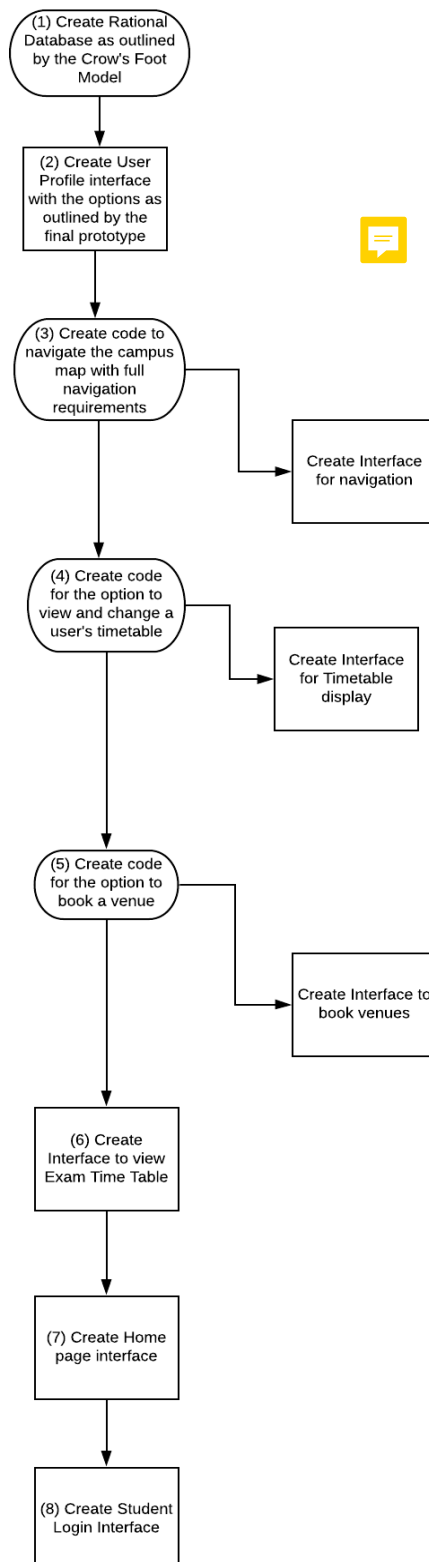 (1) Create Rational
Database as outlined
by the Crow's Foot
Model
(2) Create User
Profile interface
with the options as
outlined by the
final prototype
(3) Create code to
navigate the campus
map with full
navigation
requirements
Create Interface
for navigation
(4) Create code
for the option to
view and change a
user's timetable
Create Interface
for Timetable
display
(5) Create code
for the option to
book a venue
Create Interface to
book venues
(6) Create
Interface to view
Exam Time Table
(7) Create Home
page interface
(8) Create Student
Login Interface